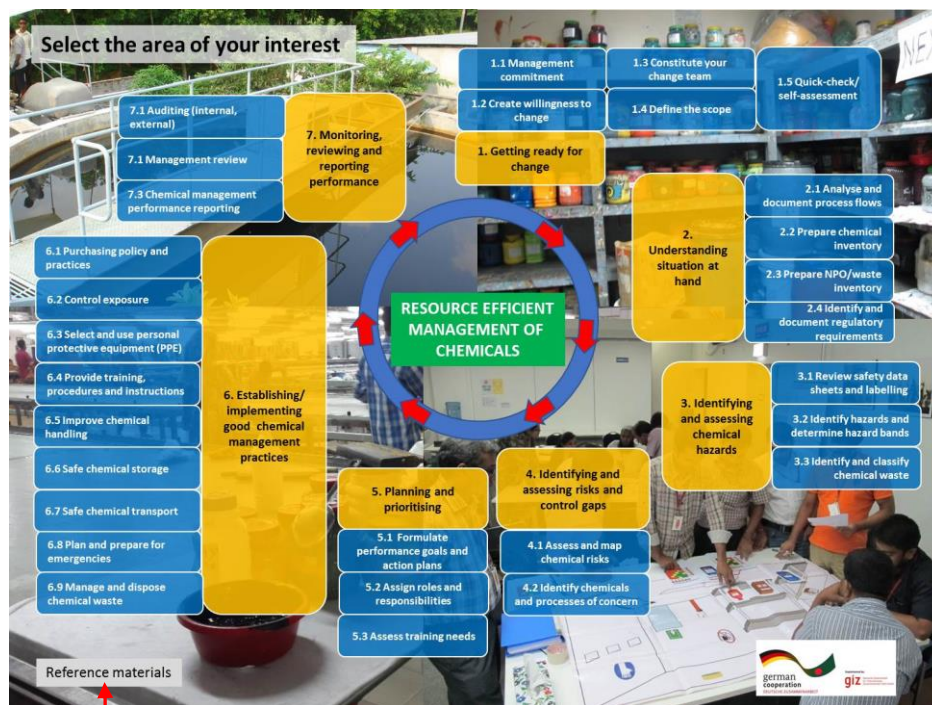 Select the area of your interest
1.1 Management
commitment
1.2 Create willingness to
change
1.3 Constitute your
change team
1.4 Define the scope
1.5 Quick-check/
self-assessment
NEX
1. Getting ready for
change
2.
Understanding
situation at
hand
2.1 Analyse and
document process flows
2.2 Prepare chemical
inventory
2.3 Prepare NPO/waste
inventory
2.4 Identify and
document regulatory
requirements
3. Identifying
and assessing
chemical
hazards
3.1 Review safety data
sheets and labelling
3.2 Identify hazards and
determine hazard bands
3.3 Identify and classify
chemical waste
4. Identifying and
assessing risks and
control gaps
4.1 Assess and map
chemical risks
4.2 Identify chemicals
and processes of concern
5. Planning and
prioritising
5.1 Formulate
performance goals and
action plans
5.2 Assign roles and
responsibilities
5.3 Assess training needs
6. Establishing/
implementing
good chemical
management
practices
6.1 Purchasing policy and
practices
6.2 Control exposure
6.3 Select and use personal
protective equipment (PPE)
6.4 Provide training,
procedures and instructions
6.5 Improve chemical
handling
6.6 Safe chemical storage
6.7 Safe chemical transport
6.8 Plan and prepare for
emergencies
6.9 Manage and dispose
chemical waste
7. Monitoring,
reviewing and
reporting
performance
7.1 Auditing (internal,
external)
7.1 Management review
7.3 Chemical management
performance reporting
RESOURCE EFFICIENT
MANAGEMENT OF
CHEMICALS
Reference materials
german
cooperation
DEUTSCHE ZUSAMMENARBEIT
giz